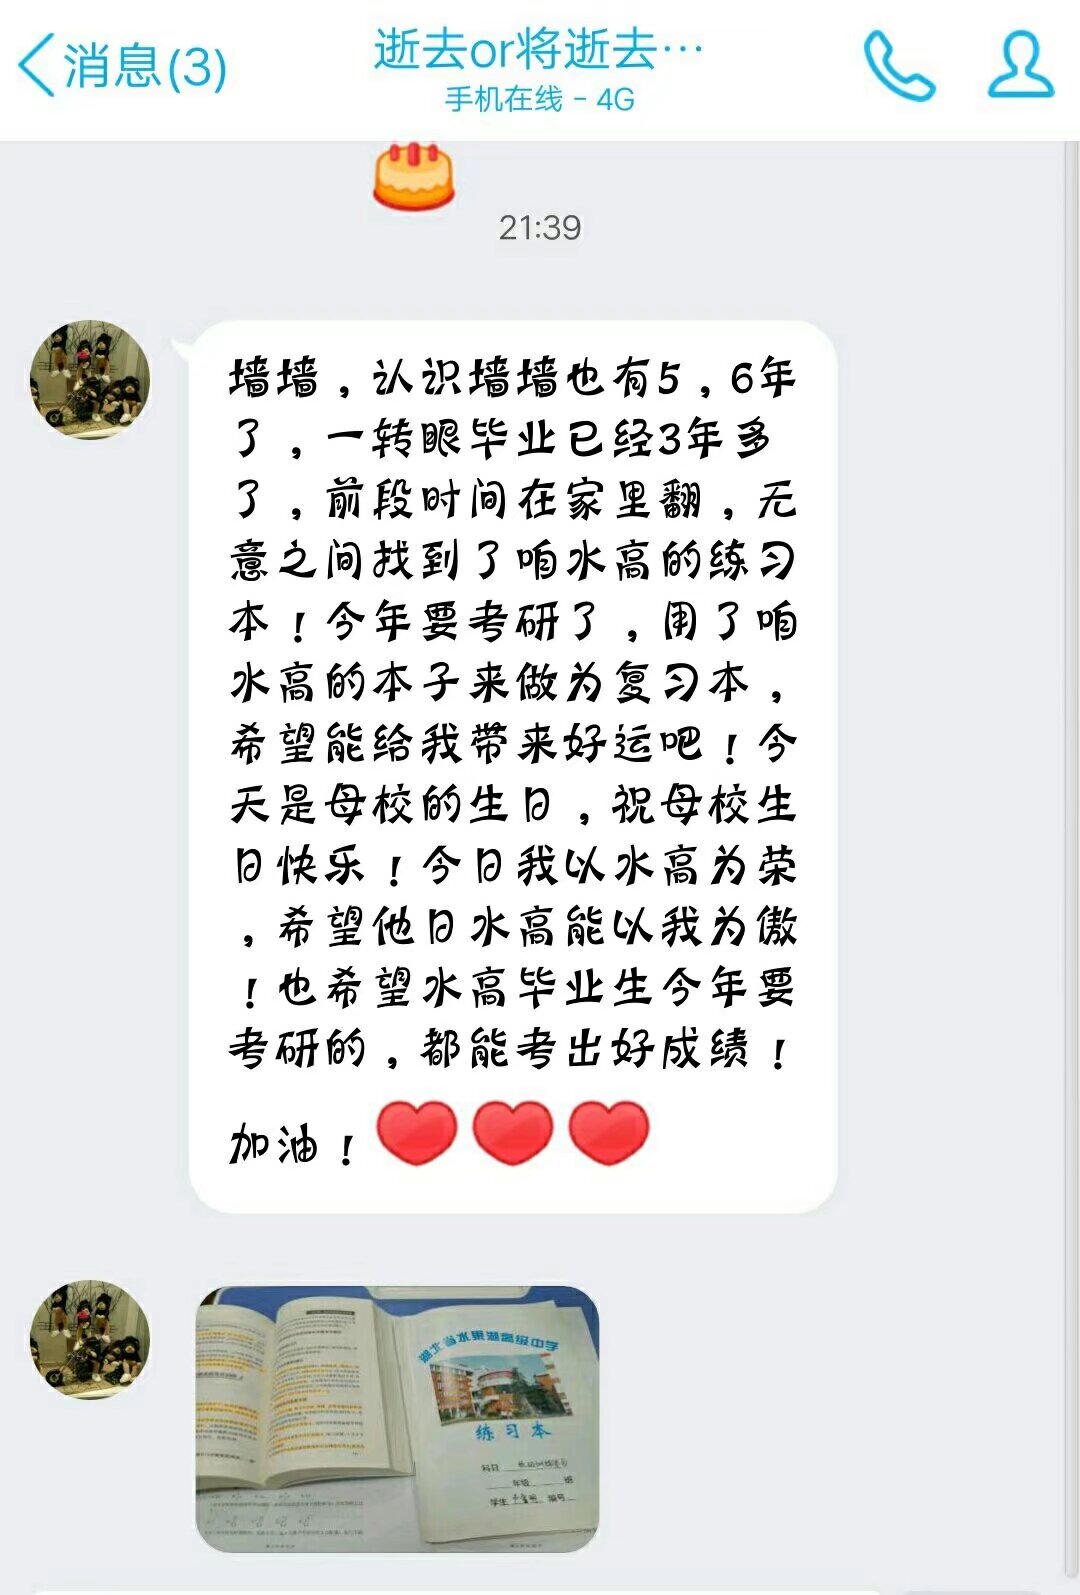 消息(3)
逝去or将逝去…
手机在线 - 4G
21:39
墙墙，认识墙墙也有5，6年
了，一转眼毕业已经3年多
了，前段时间在家里翻，无
意之间找到了咱水高的练习
本！今年要考研了，用了咱
水高的本子来做为复习本，
希望能给我带来好运吧！今
天是母校的生日，祝母校生
日快乐！今日我以水高为荣
，希望他日水高能以我为傲
！也希望水高毕业生今年要
考研的，都能考出好成绩！
加油！
湖北省水果湖高级中学
练习本
科目
年级 班
学生 编号